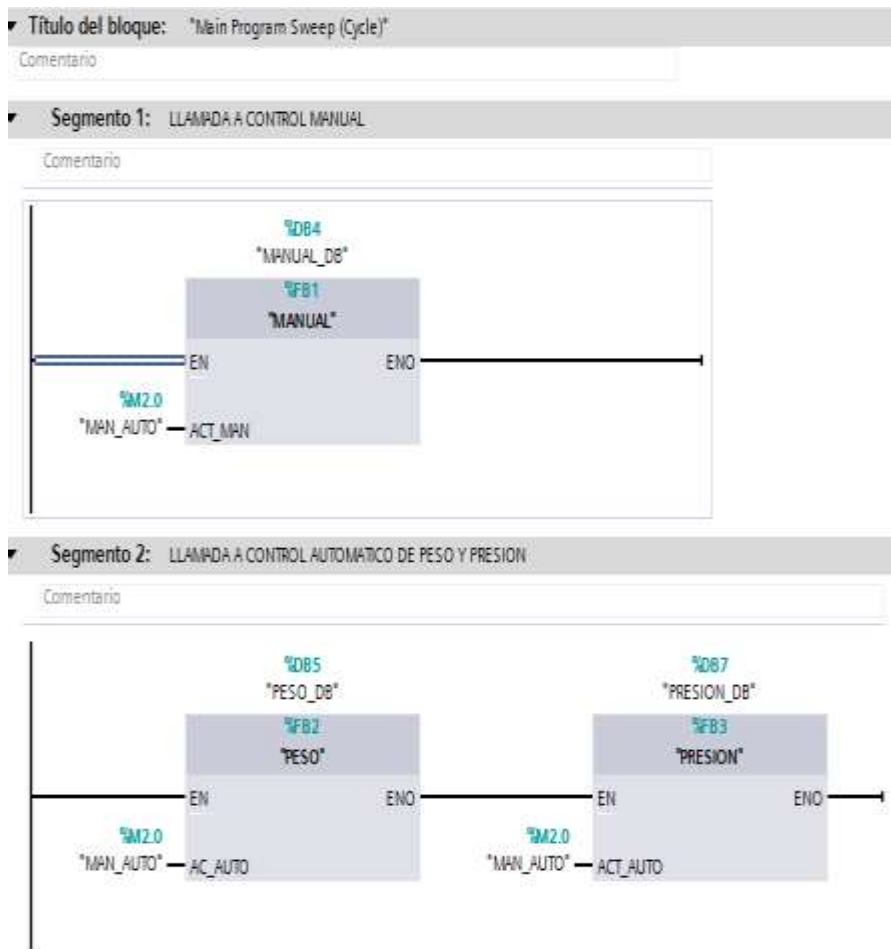 Título del bloque: "Main Program Sweep (Cycle)"
Comentario
Segmento 1: LLAMADA A CONTROL MANUAL
Comentario
%DB4
"MANUAL_DB"
%FB1
"MANUAL"
EN ENO
%M2.0
"MAN_AUTO" ACT_MAN
Segmento 2: LLAMADA A CONTROL AUTOMATICO DE PESO Y PRESION
Comentario
%DB5 %DB7
"PESO_DB" "PRESION_DB"
%FB2 %FB3
"PESO" "PRESION"
EN ENO EN ENO
%M2.0 %M2.0
"MAN_AUTO" AC_AUTO "MAN_AUTO" ACT_AUTO